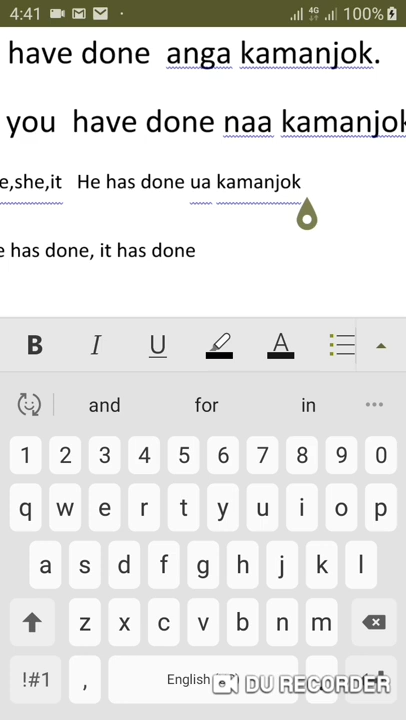 4:41 4G 100%
have done anga kamanjok.
you have done naa kamanjok
e,she,it He has done ua kamanjok
e has done, it has done
B I U A
and for in ...
1 2 3 4 5 6 7 8 9 0
q w e r t y u i o p
a s d f g h j k l
z x c v b n m
!#1 , English
DU RECORDER